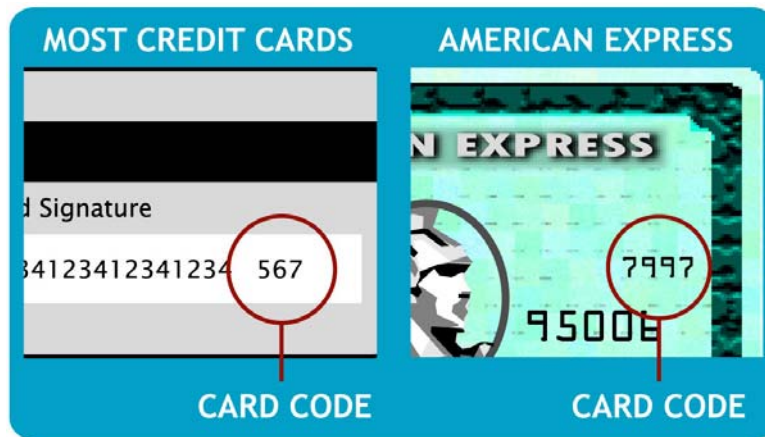 MOST CREDIT CARDS
d Signature
34123412341234 567
CARD CODE
AMERICAN EXPRESS
N EXPRESS
7997
95006
CARD CODE